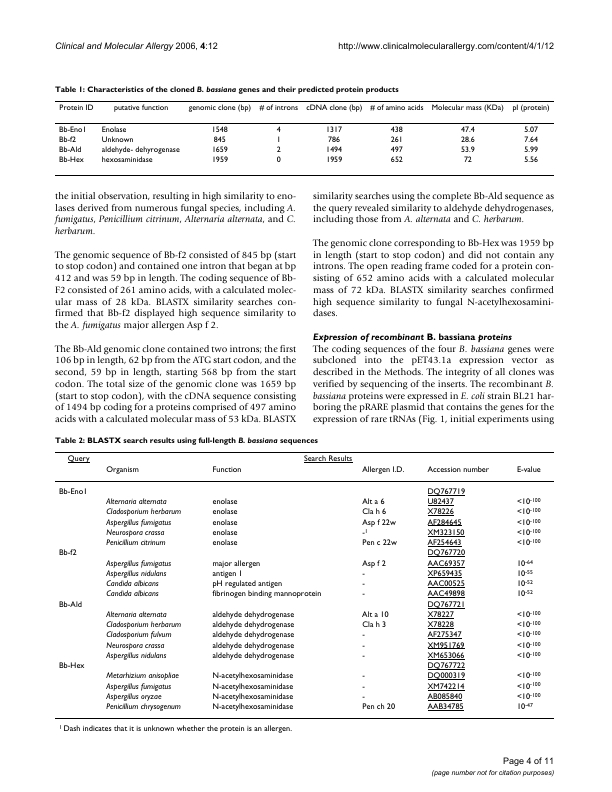 Clinical and Molecular Allergy 2006, 4:12 http://www.clinicalmolecularallergy.com/content/4/1/12
Table 1: Characteristics of the cloned B. bassiana genes and their predicted protein products
Protein ID putative function genomic clone (bp) # of introns cDNA clone (bp) # of amino acids Molecular mass (KDa) pI (protein)
Bb-Eno1 Enolase 1548 4 1317 438 47.4 5.07
Bb-f2 Unknown 845 1 786 261 28.6 7.64
Bb-Ald aldehyde- dehyrogenase 1659 2 1494 497 53.9 5.99
Bb-Hex hexosaminidase 1959 0 1959 652 72 5.56
the initial observation, resulting in high similarity to eno-
lases derived from numerous fungal species, including A.
fumigatus, Penicillium citrinum, Alternaria alternata, and C.
herbarum.
The genomic sequence of Bb-f2 consisted of 845 bp (start
to stop codon) and contained one intron that began at bp
412 and was 59 bp in length. The coding sequence of Bb-
F2 consisted of 261 amino acids, with a calculated molec-
ular mass of 28 kDa. BLASTX similarity searches con-
firmed that Bb-f2 displayed high sequence similarity to
the A. fumigatus major allergen Asp f 2.
The Bb-Ald genomic clone contained two introns; the first
106 bp in length, 62 bp from the ATG start codon, and the
second, 59 bp in length, starting 568 bp from the start
codon. The total size of the genomic clone was 1659 bp
(start to stop codon), with the cDNA sequence consisting
of 1494 bp coding for a proteins comprised of 497 amino
acids with a calculated molecular mass of 53 kDa. BLASTX
similarity searches using the complete Bb-Ald sequence as
the query revealed similarity to aldehyde dehydrogenases,
including those from A. alternata and C. herbarum.
The genomic clone corresponding to Bb-Hex was 1959 bp
in length (start to stop codon) and did not contain any
introns. The open reading frame coded for a protein con-
sisting of 652 amino acids with a calculated molecular
mass of 72 kDa. BLASTX similarity searches confirmed
high sequence similarity to fungal N-acetylhexosamini-
dases.
Expression of recombinant B. bassiana proteins
The coding sequences of the four B. bassiana genes were
subcloned into the pET43.1a expression vector as
described in the Methods. The integrity of all clones was
verified by sequencing of the inserts. The recombinant B.
bassiana proteins were expressed in E. coli strain BL21 har-
boring the pRARE plasmid that contains the genes for the
expression of rare tRNAs (Fig. 1, initial experiments using
Table 2: BLASTX search results using full-length B. bassiana sequences
Query Search Results
Organism Function Allergen I.D. Accession number E-value
Bb-Eno1 DQ767719
Alternaria alternata enolase Alt a 6 U82437 <10-100
Cladosporium herbarum enolase Cla h 6 X78226 <10-100
Aspergillus fumigatus enolase Asp f 22w AF284645 <10-100
Neurospora crassa enolase -1 XM323150 <10-100
Penicillium citrinum enolase Pen c 22w AF254643 <10-100
Bb-f2 DQ767720
Aspergillus fumigatus major allergen Asp f 2 AAC69357 10-64
Aspergillus nidulans antigen 1 - XP659435 10-55
Candida albicans pH regulated antigen - AAC00525 10-52
Candida albicans fibrinogen binding mannoprotein - AAC49898 10-52
Bb-Ald DQ767721
Alternaria alternata aldehyde dehydrogenase Alt a 10 X78227 <10-100
Cladosporium herbarum aldehyde dehydrogenase Cla h 3 X78228 <10-100
Cladosporium fulvum aldehyde dehydrogenase - AF275347 <10-100
Neurospora crassa aldehyde dehydrogenase - XM951769 <10-100
Aspergillus nidulans aldehyde dehydrogenase - XM653066 <10-100
Bb-Hex DQ767722
Metarhizium anisopliae N-acetylhexosaminidase - DQ000319 <10-100
Aspergillus fumigatus N-acetylhexosaminidase - XM742214 <10-100
Aspergillus oryzae N-acetylhexosaminidase - AB085840 <10-100
Penicillium chrysogenum N-acetylhexosaminidase Pen ch 20 AAB34785 10-47
1 Dash indicates that it is unknown whether the protein is an allergen.
Page 4 of 11
(page number not for citation purposes)